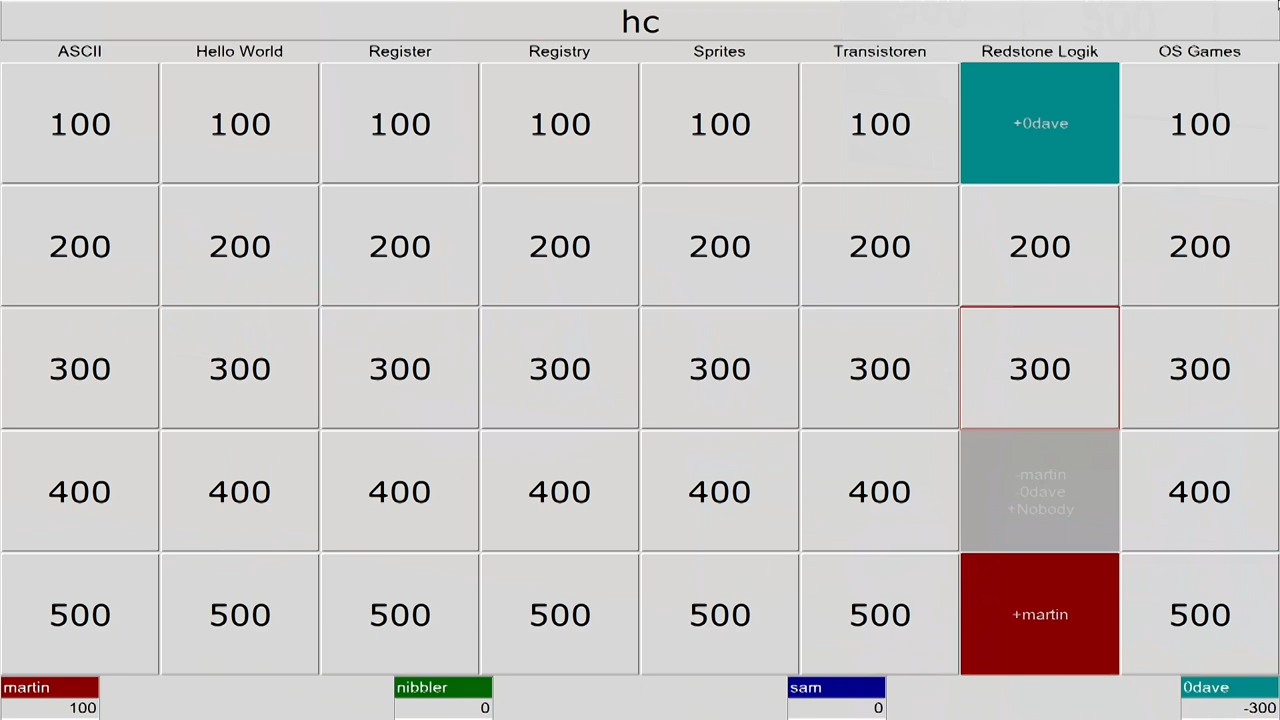 hc
ASCII Hello World Register Registry Sprites Transistoren Redstone Logik OS Games
100 100 100 100 100 100 +0dave 100
200 200 200 200 200 200 200 200
300 300 300 300 300 300 300 300
400 400 400 400 400 400 -martin 400
-0dave
+Nobody
500 500 500 500 500 500 +martin 500
martin nibbler sam 0dave
100 0 0 -300